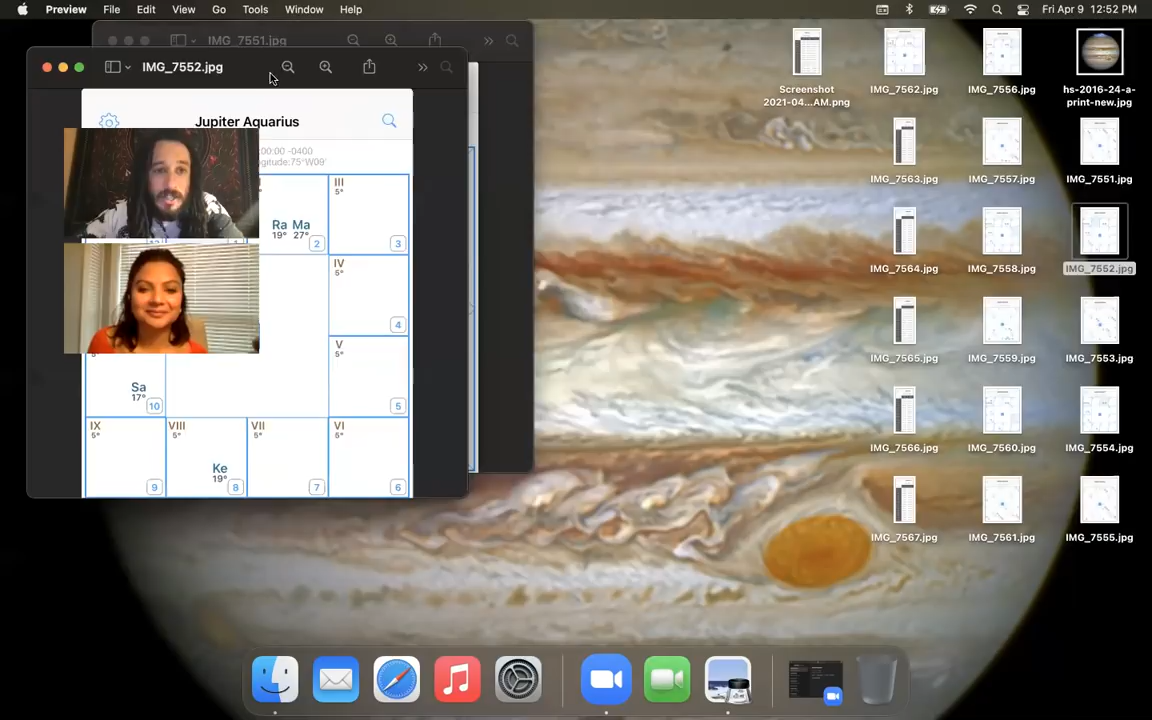 Preview File Edit View Go Tools Window Help Fri Apr 9 12:52 PM
IMG_7551.jpg
IMG_7552.jpg
Jupiter Aquarius
:00:00 -0400
gitude:75°W09'
III
5°
Ra Ma
19° 27°
2
3
IV
5°
4
V
5°
5
5°
Sa
17°
10
IX
5°
9
VIII
5°
Ke
19°
8
VII
5°
7
VI
5°
6
Screenshot
2021-04...AM.png
IMG_7562.jpg
IMG_7556.jpg
hs-2016-24-a-
print-new.jpg
IMG_7563.jpg
IMG_7557.jpg
IMG_7551.jpg
IMG_7564.jpg
IMG_7558.jpg
IMG_7552.jpg
IMG_7565.jpg
IMG_7559.jpg
IMG_7553.jpg
IMG_7566.jpg
IMG_7560.jpg
IMG_7554.jpg
IMG_7567.jpg
IMG_7561.jpg
IMG_7555.jpg